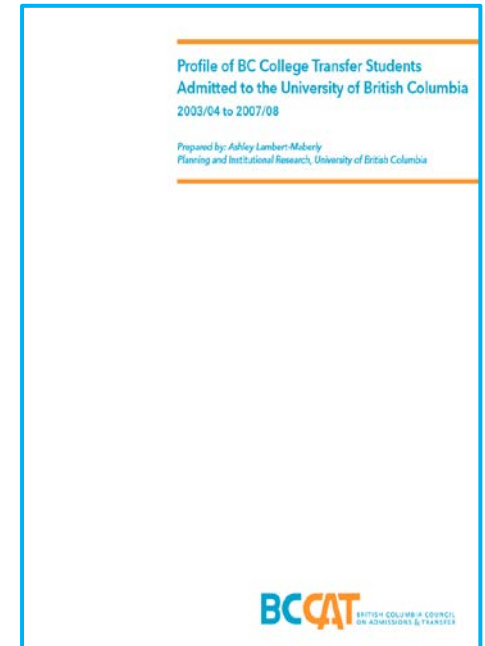 Profile of BC College Transfer Students
Admitted to the University of British Columbia
2003/04 to 2007/08
Prepared by: Ashley Lambert-Maberly
Planning and Institutional Research, University of British Columbia
BCCAT
BRITISH COLUMBIA COUNCIL
ON ADMISSIONS & TRANSFER